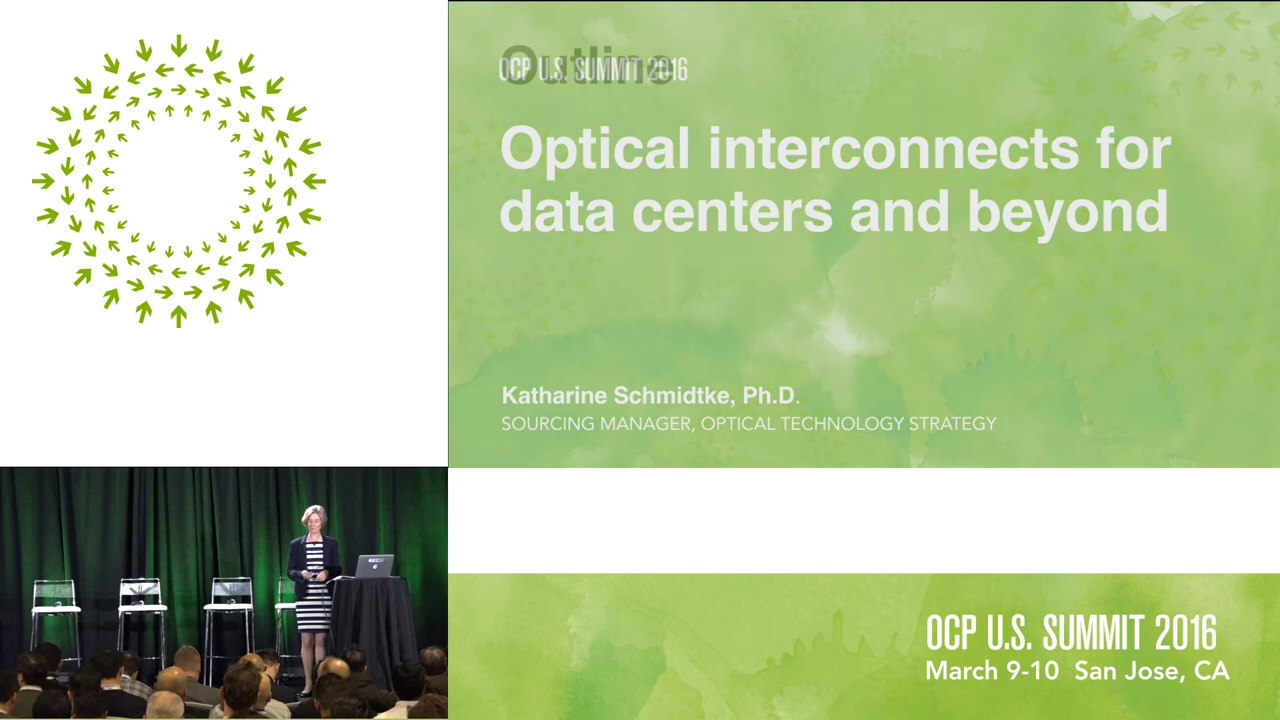 Outline
OCP U.S. SUMMIT 2016
Optical interconnects for
data centers and beyond
Katharine Schmidtke, Ph.D.
SOURCING MANAGER, OPTICAL TECHNOLOGY STRATEGY
OCP U.S. SUMMIT 2016
March 9-10 San Jose, CA